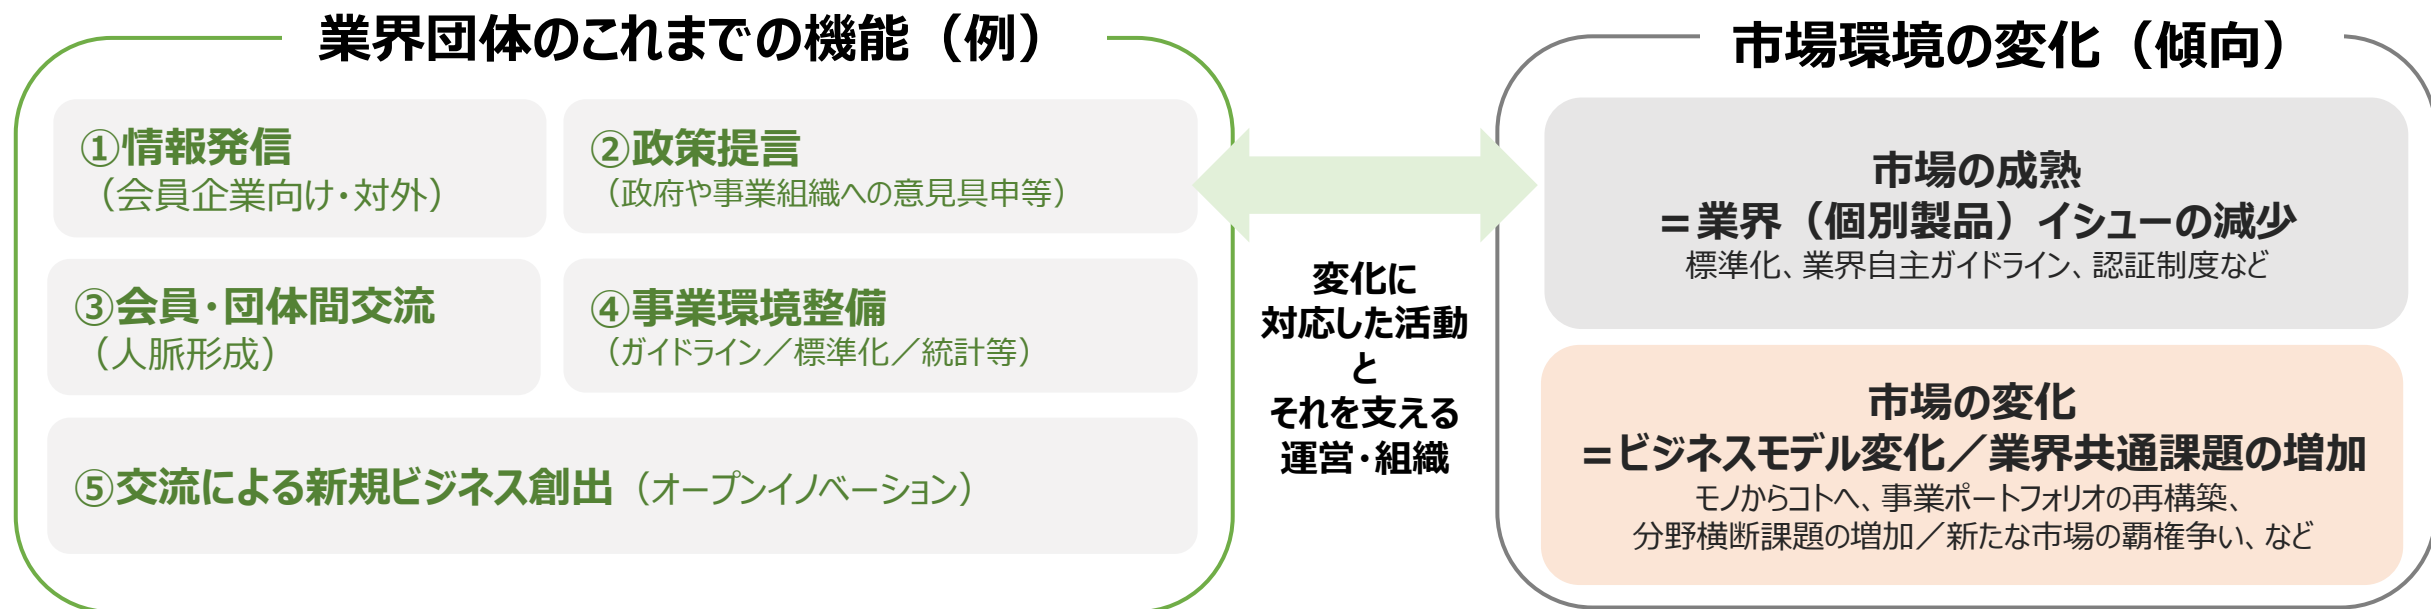 業界団体のこれまでの機能（例）
①情報発信
（会員企業向け・対外）
②政策提言
（政府や事業組織への意見具申等）
③会員・団体間交流
（人脈形成）
④事業環境整備
（ガイドライン／標準化／統計等）
⑤交流による新規ビジネス創出（オープンイノベーション）
変化に
対応した活動
と
それを支える
運営・組織
市場環境の変化（傾向）
市場の成熟
＝業界（個別製品）イシューの減少
標準化、業界自主ガイドライン、認証制度など
市場の変化
＝ビジネスモデル変化／業界共通課題の増加
モノからコトへ、事業ポートフォリオの再構築、
分野横断課題の増加／新たな市場の覇権争い、など